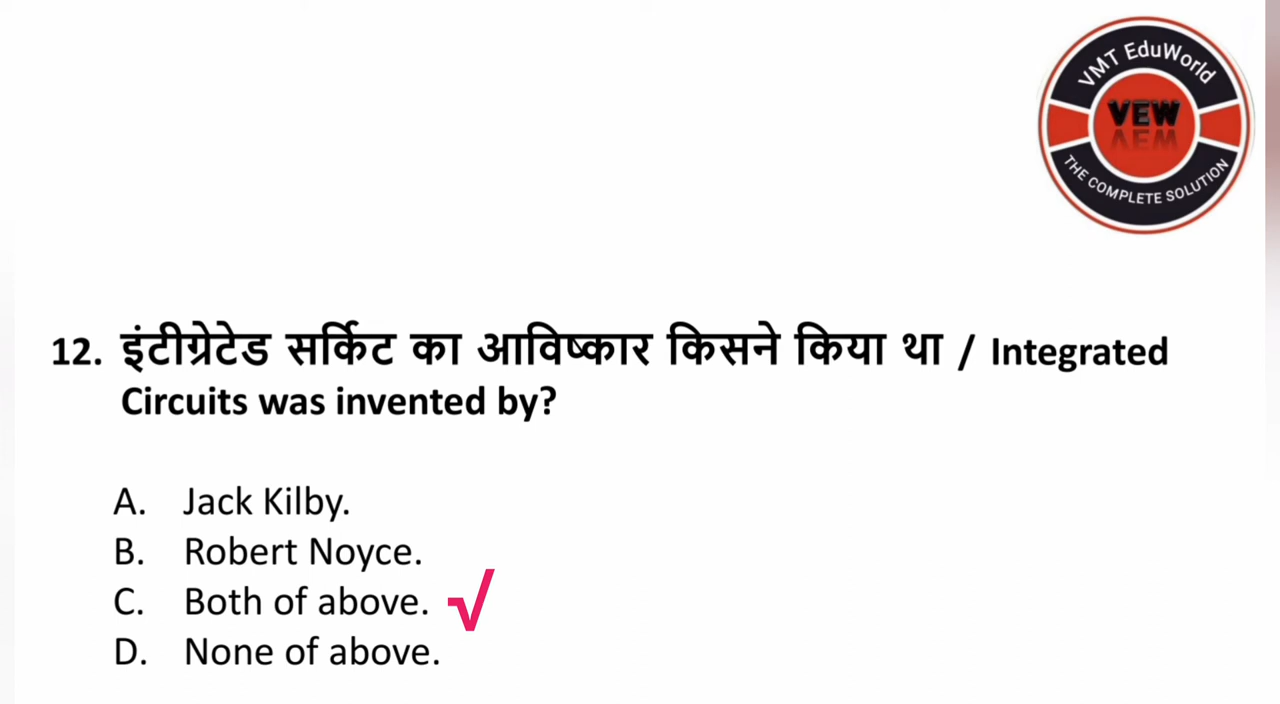 VMT EduWorld
VEW
THE COMPLETE SOLUTION
12. इंटीग्रेटेड सर्किट का आविष्कार किसने किया था / Integrated
Circuits was invented by?
A. Jack Kilby.
B. Robert Noyce.
C. Both of above. √
D. None of above.